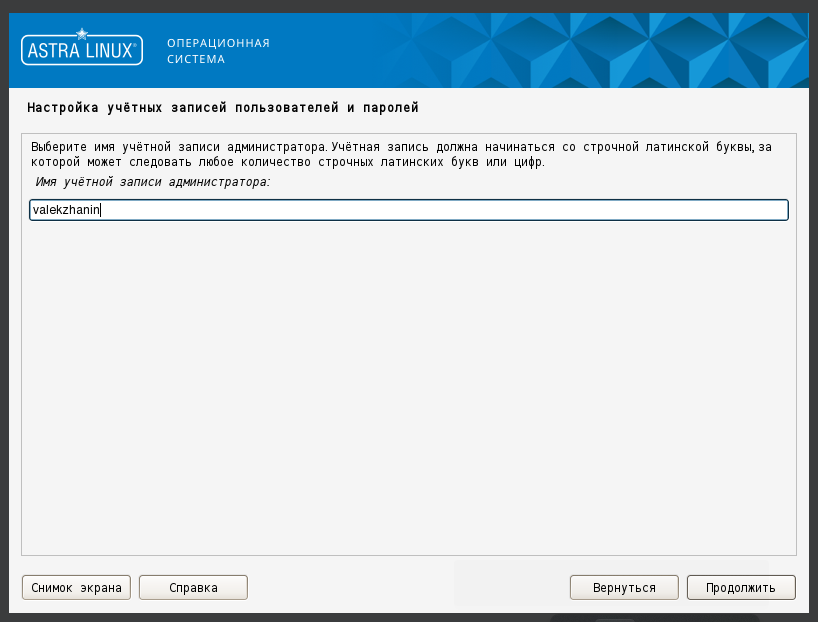 ASTRA LINUX®
ОПЕРАЦИОННАЯ
СИСТЕМА
Настройка учётных записей пользователей и паролей
Выберите имя учётной записи администратора. Учётная запись должна начинаться со строчной латинской буквы, за
которой может следовать любое количество строчных латинских букв или цифр.
Имя учётной записи администратора:
valekzhanin
Снимок экрана
Справка
Вернуться
Продолжить